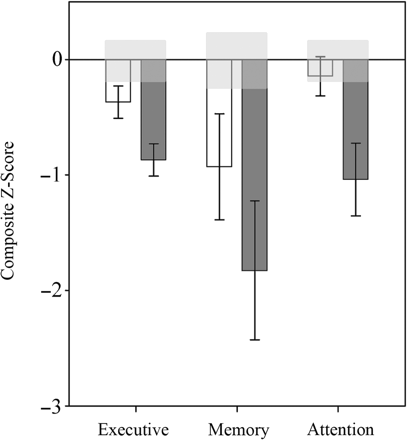 0
−1
−2
−3
Composite Z-Score
Executive Memory Attention